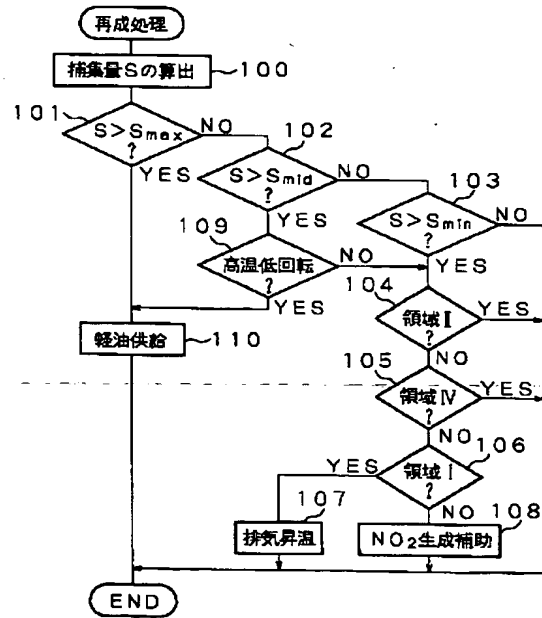 再成処理
捕集量Sの算出
100
101
S>Smax
?
NO
YES
102
S>Smid
?
NO
YES
103
S>Smin
?
NO
YES
109
高温低回転
?
NO
YES
104
領域Ⅱ
?
YES
NO
軽油供給
110
105
領域Ⅳ
?
YES
NO
106
領域Ⅰ
?
YES
NO
107
排気昇温
108
NO2生成補助
END